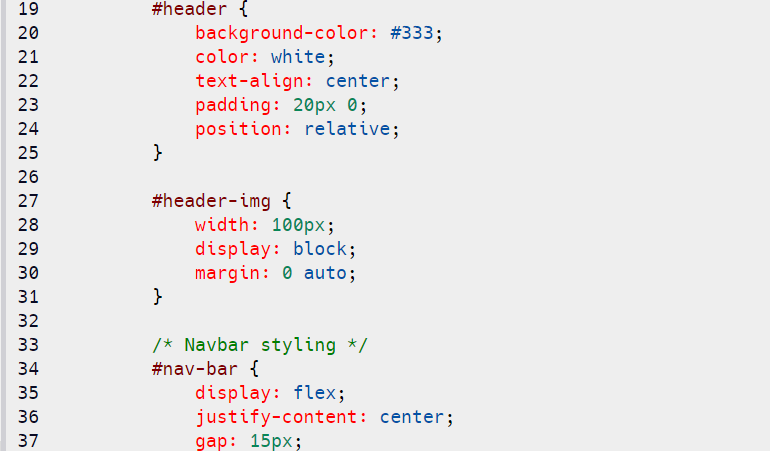 19 #header {
20 background-color: #333;
21 color: white;
22 text-align: center;
23 padding: 20px 0;
24 position: relative;
25 }
26
27 #header-img {
28 width: 100px;
29 display: block;
30 margin: 0 auto;
31 }
32
33 /* Navbar styling */
34 #nav-bar {
35 display: flex;
36 justify-content: center;
37 gap: 15px;